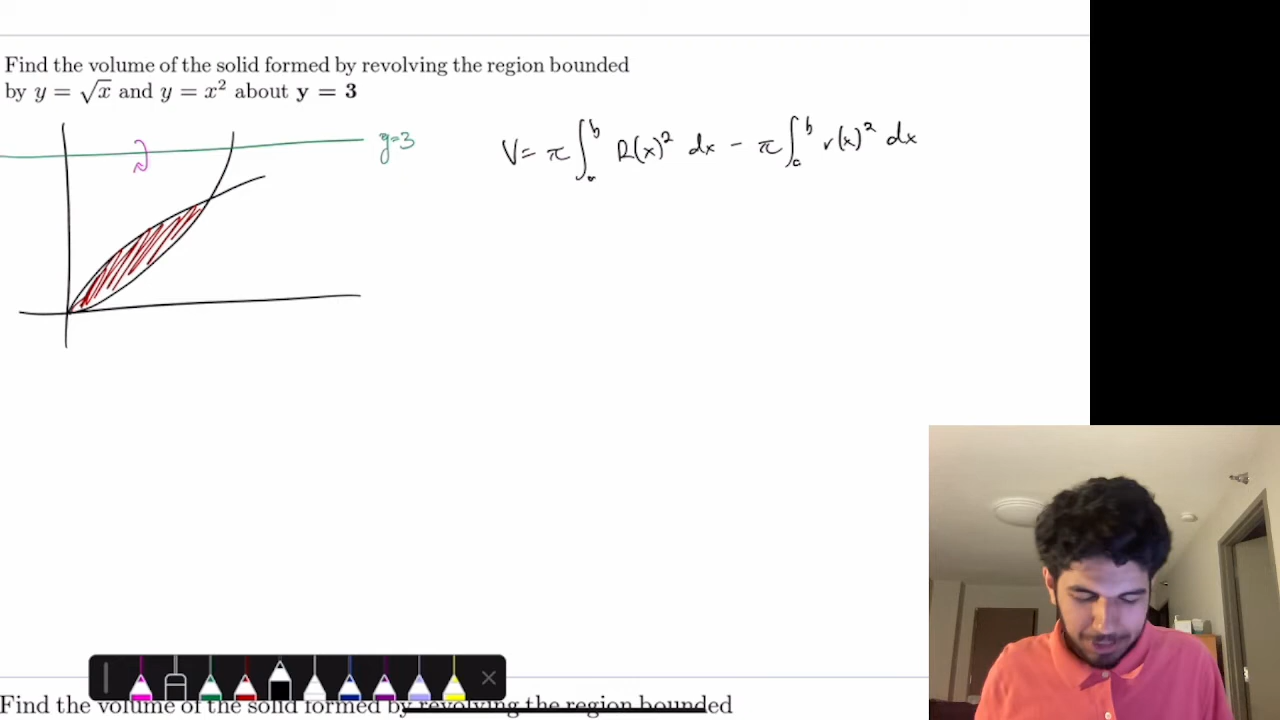 Find the volume of the solid formed by revolving the region bounded
by y = √x and y = x² about y = 3
y=3
V= π ∫ₐᵇ R(x)² dx - π ∫ₐᵇ r(x)² dx
Find the volume of the solid formed by revolving the region bounded